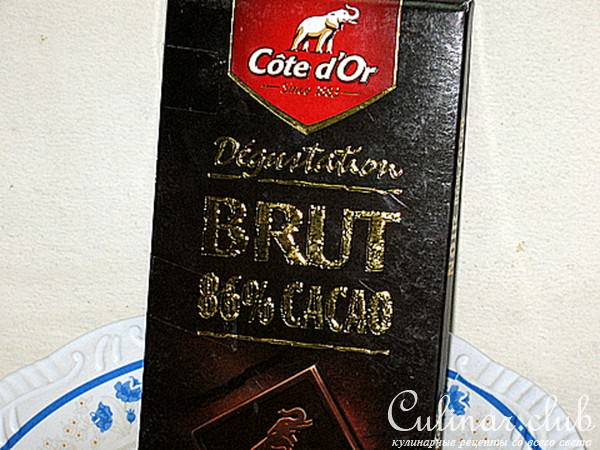 Côte d'Or
Since 1883
Dégustation
BRUT
86% CACAO
Culinar.club
кулинарные рецепты со всего света